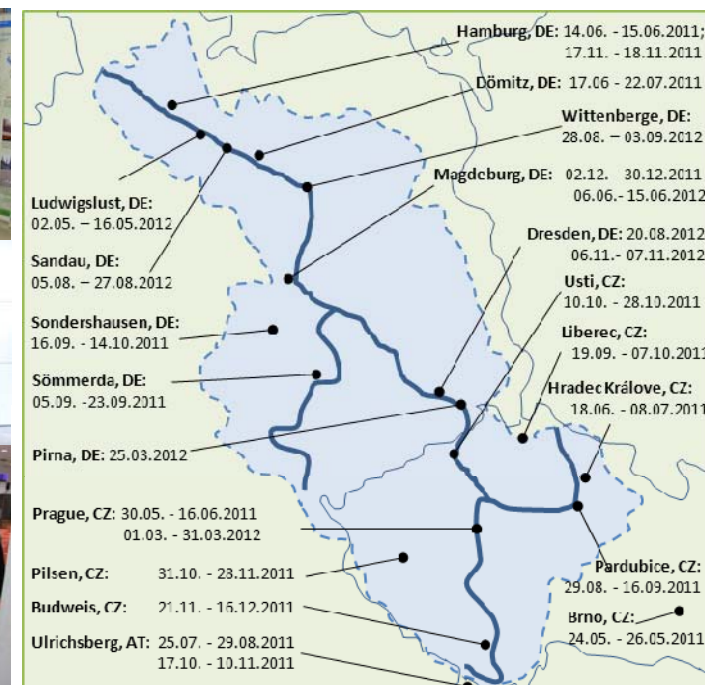 Hamburg, DE: 14.06. - 15.06.2011;
17.11. - 18.11.2011
Dömitz, DE: 17.06 - 22.07.2011
Wittenberge, DE:
28.08. – 03.09.2012
Magdeburg, DE: 02.12. 30.12.2011
06.06.- 15.06.2012
Ludwigslust, DE:
02.05. – 16.05.2012
Dresden, DE: 20.08.2012
06.11.- 07.11.2012
Sandau, DE:
05.08. – 27.08.2012
Usti, CZ:
10.10. - 28.10.2011
Sondershausen, DE:
16.09. - 14.10.2011
Liberec, CZ:
19.09. - 07.10.2011
Sömmerda, DE:
05.09. -23.09.2011
Hradec Králove, CZ:
18.06. - 08.07.2011
Pirna, DE: 25.03.2012
Prague, CZ: 30.05. - 16.06.2011
01.03. - 31.03.2012
Pilsen, CZ: 31.10. - 23.11.2011
Pardubice, CZ:
29.08. - 16.09.2011
Budweis, CZ: 21.11. - 16.12.2011
Brno, CZ:
24.05. - 26.05.2011
Ulrichsberg, AT: 25.07. - 29.08.2011
17.10. - 10.11.2011